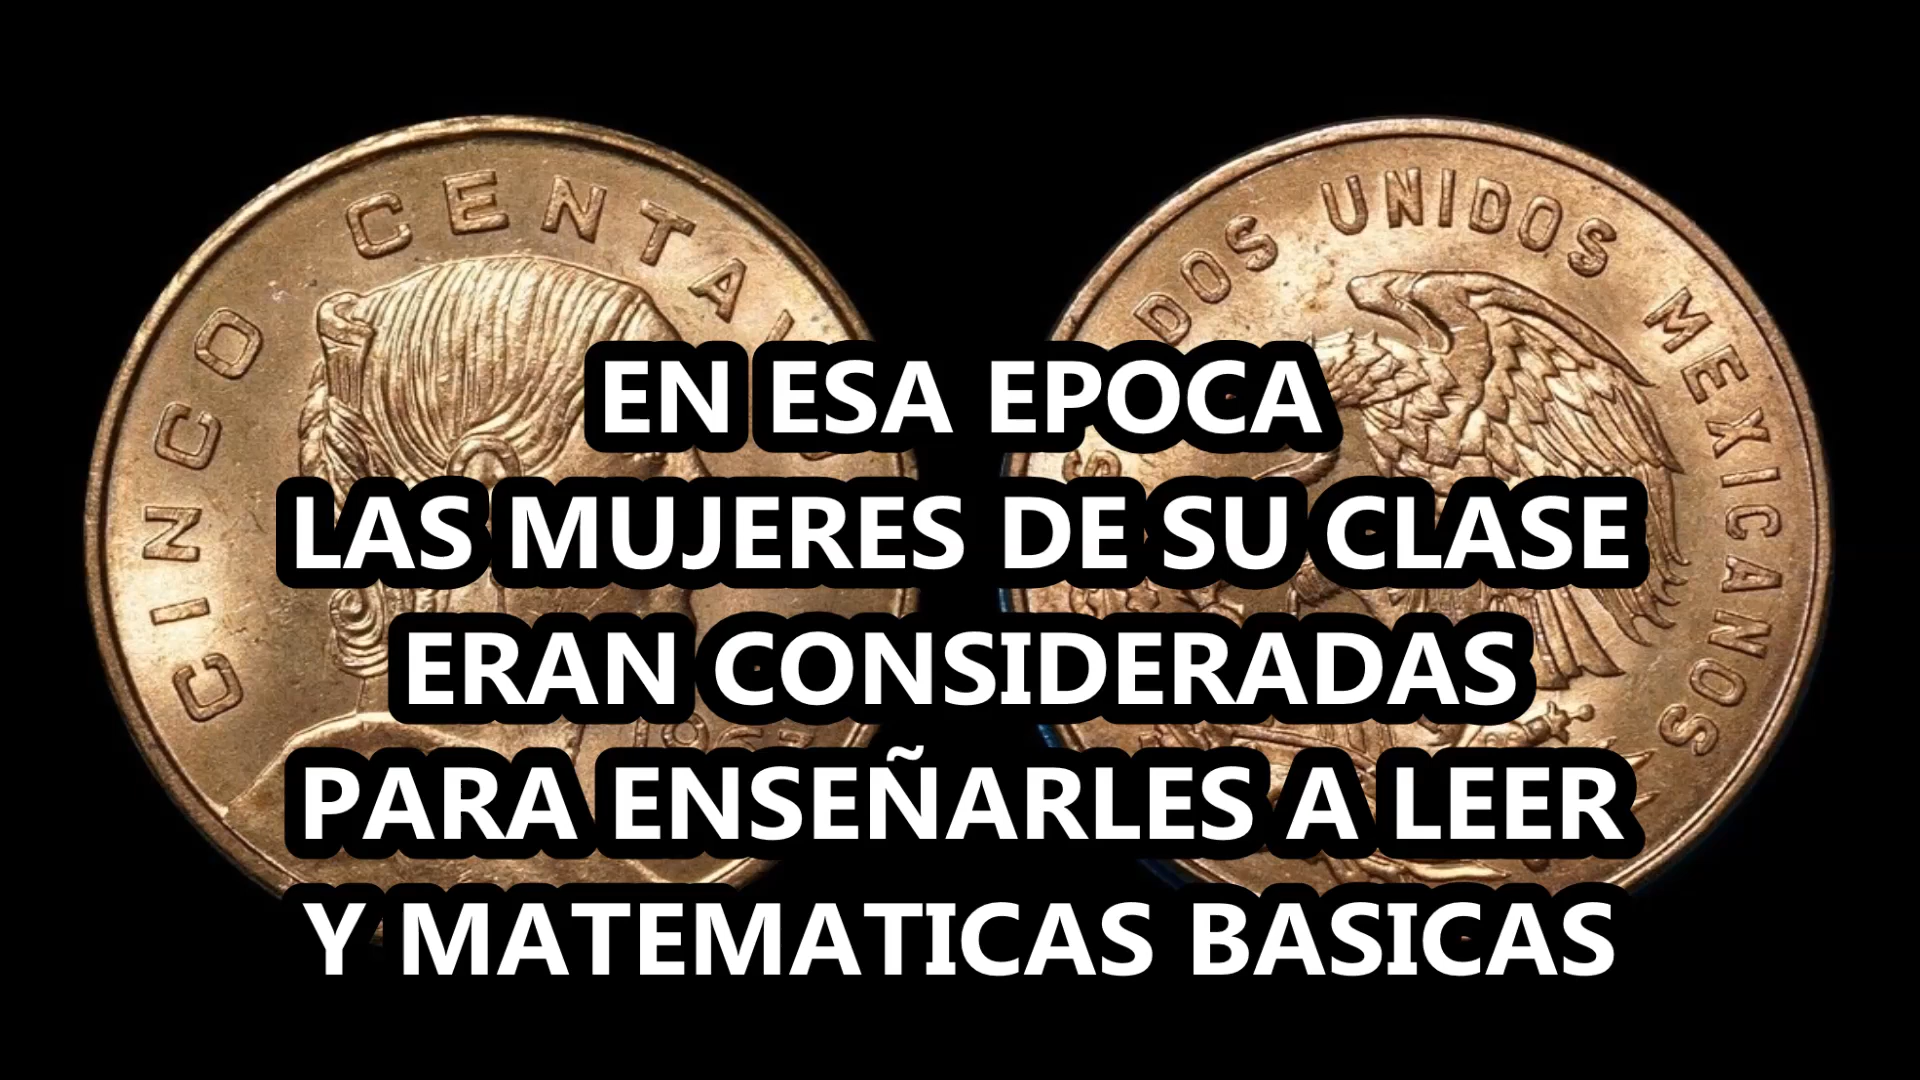 CINCO CENTA
DOS UNIDOS MEXICANOS
EN ESA EPOCA
LAS MUJERES DE SU CLASE
ERAN CONSIDERADAS
PARA ENSEÑARLES A LEER
Y MATEMATICAS BASICAS